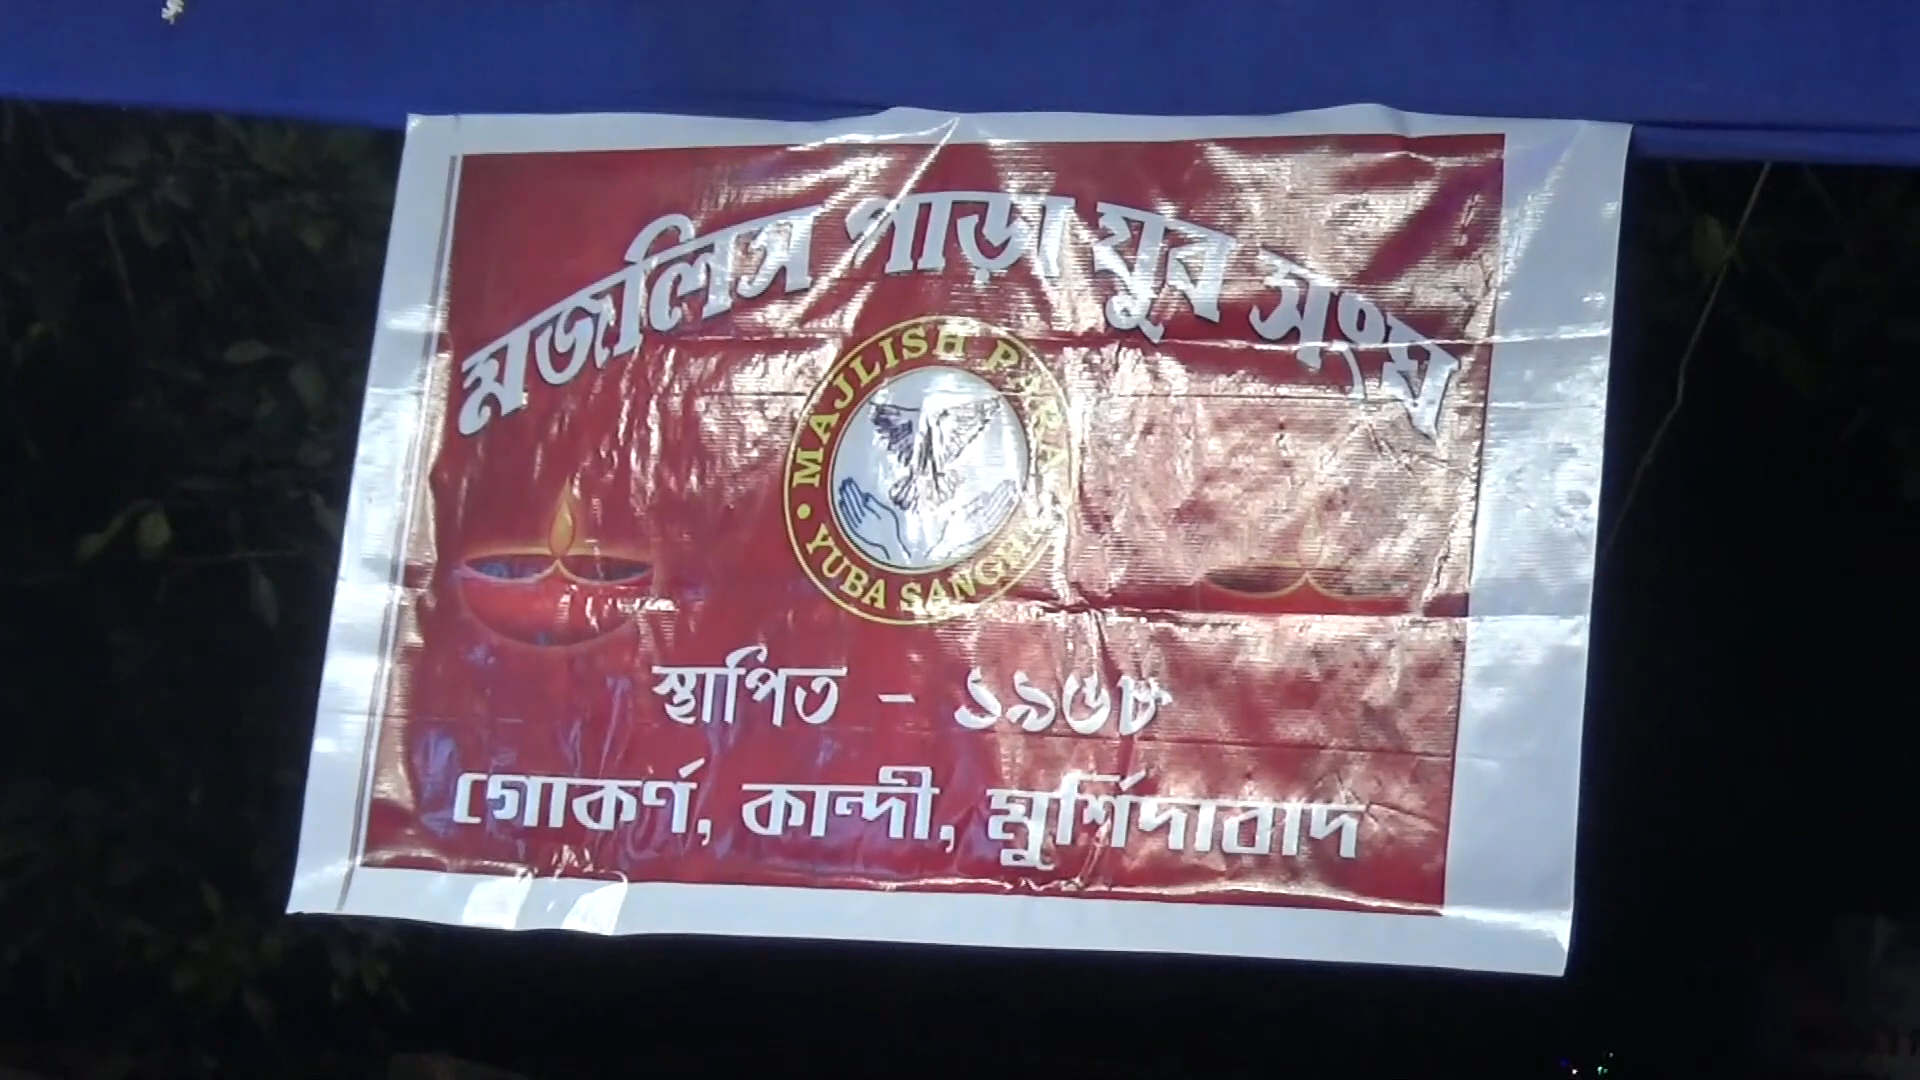 মজলিস পাড়া যুব সংঘ
MAJLISH PARA
• YUBA SANGHA
স্থাপিত - ১৯৬৮
গোকর্ণ, কান্দী, মুর্শিদাবাদ